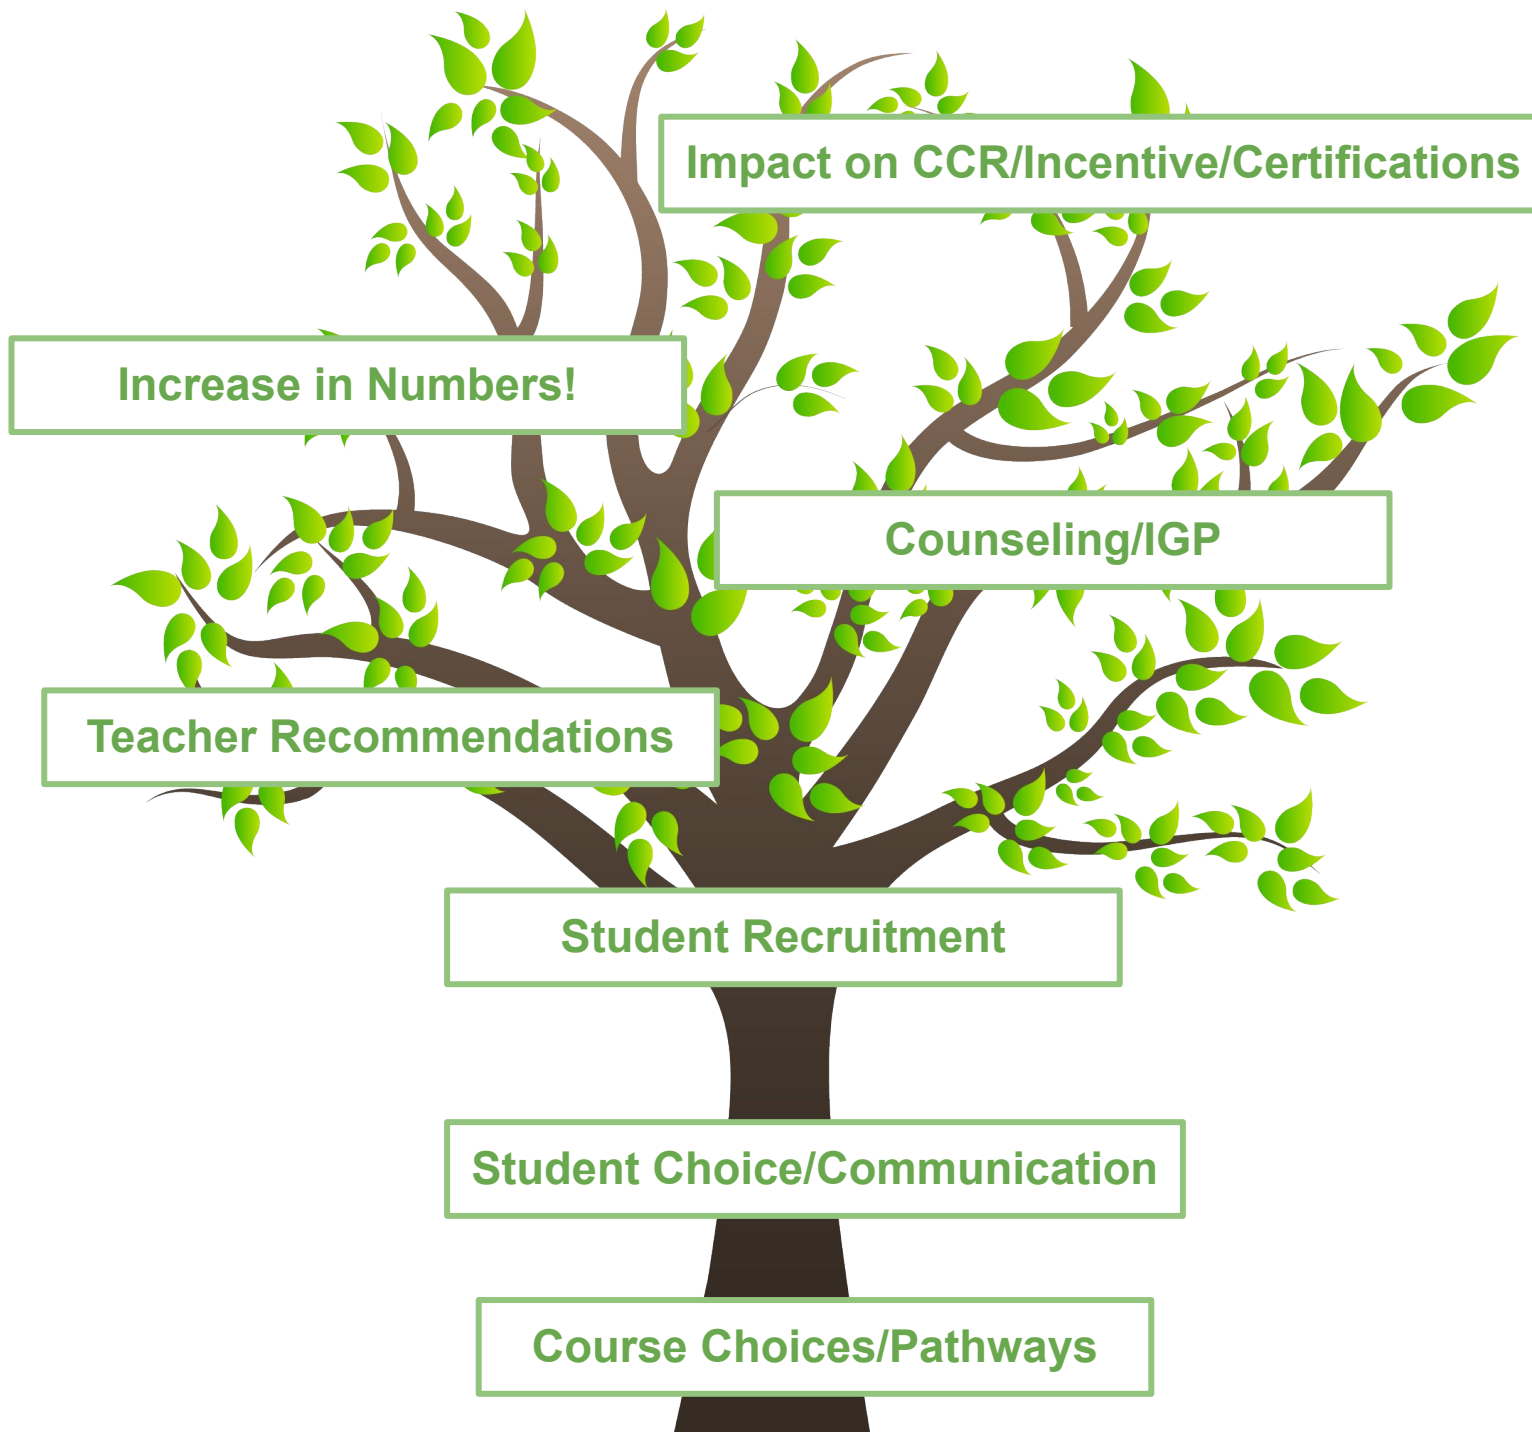 Impact on CCR/Incentive/Certifications
Increase in Numbers!
Counseling/IGP
Teacher Recommendations
Student Recruitment
Student Choice/Communication
Course Choices/Pathways